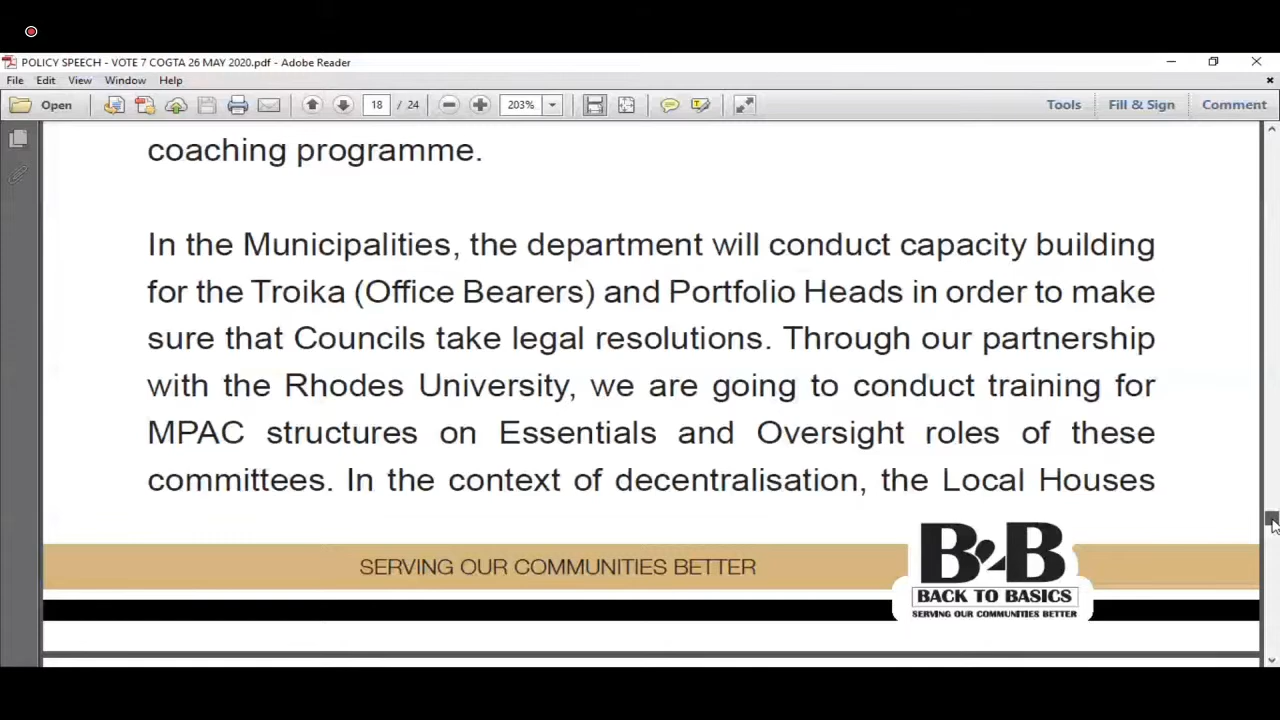 POLICY SPEECH - VOTE 7 COGTA 26 MAY 2020.pdf - Adobe Reader
File Edit View Window Help
Open 18 / 24 203% Tools Fill & Sign Comment
coaching programme.
In the Municipalities, the department will conduct capacity building
for the Troika (Office Bearers) and Portfolio Heads in order to make
sure that Councils take legal resolutions. Through our partnership
with the Rhodes University, we are going to conduct training for
MPAC structures on Essentials and Oversight roles of these
committees. In the context of decentralisation, the Local Houses
SERVING OUR COMMUNITIES BETTER
B2B
BACK TO BASICS
SERVING OUR COMMUNITIES BETTER